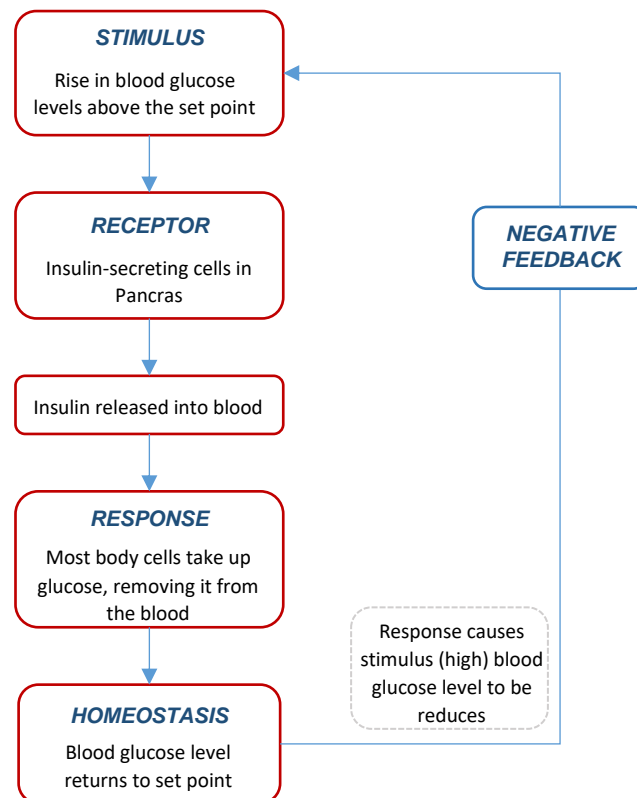 STIMULUS
Rise in blood glucose
levels above the set point
RECEPTOR
Insulin-secreting cells in
Pancras
NEGATIVE
FEEDBACK
Insulin released into blood
RESPONSE
Most body cells take up
glucose, removing it from
the blood
Response causes
stimulus (high) blood
glucose level to be
reduces
HOMEOSTASIS
Blood glucose level
returns to set point